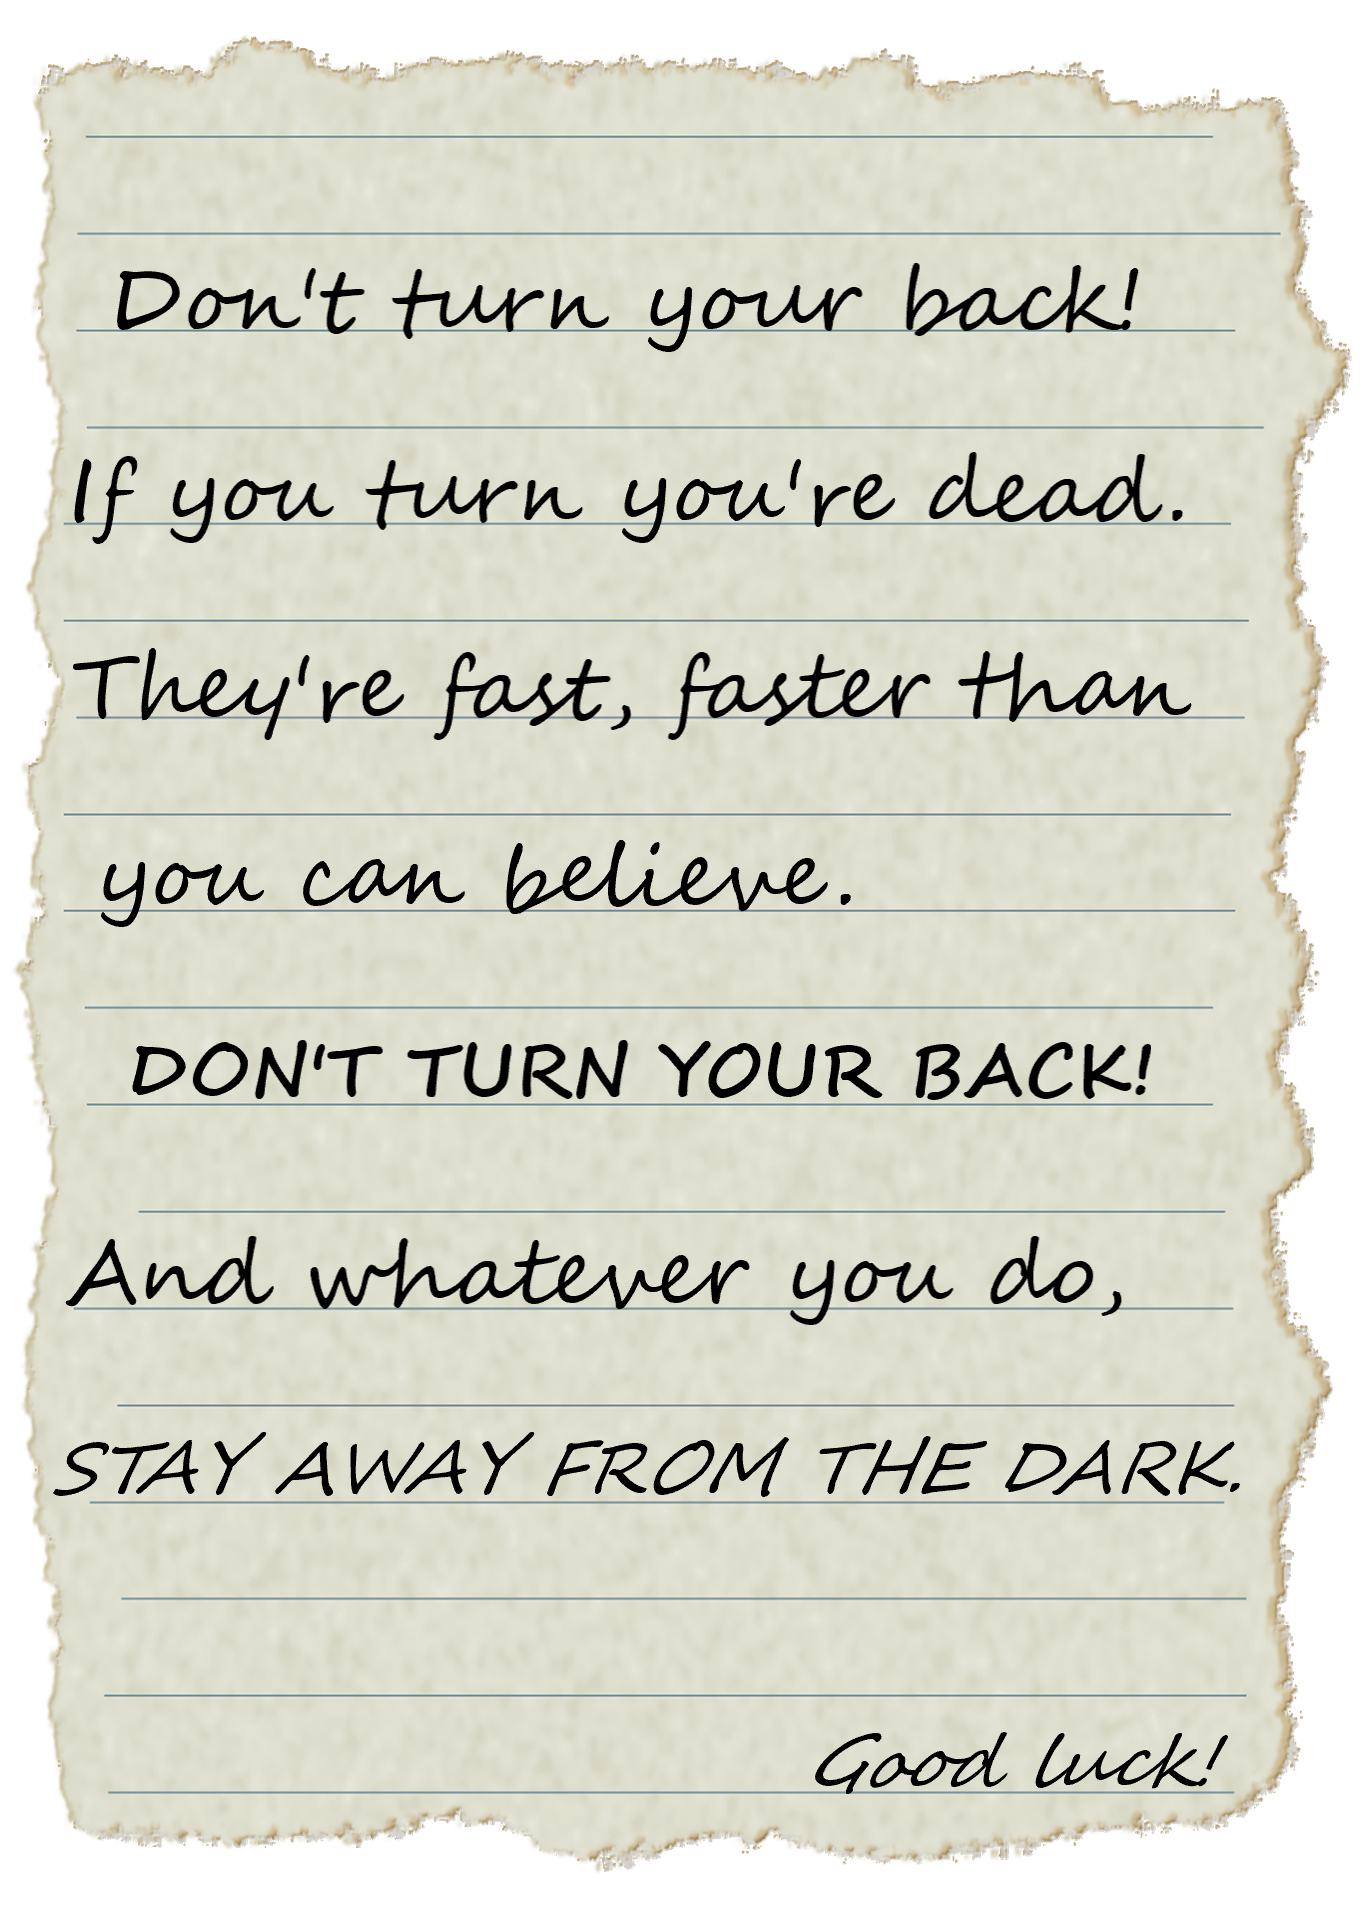 Don't turn your back!
If you turn you're dead.
They're fast, faster than
you can believe.
DON'T TURN YOUR BACK!
And whatever you do,
STAY AWAY FROM THE DARK.
Good luck!